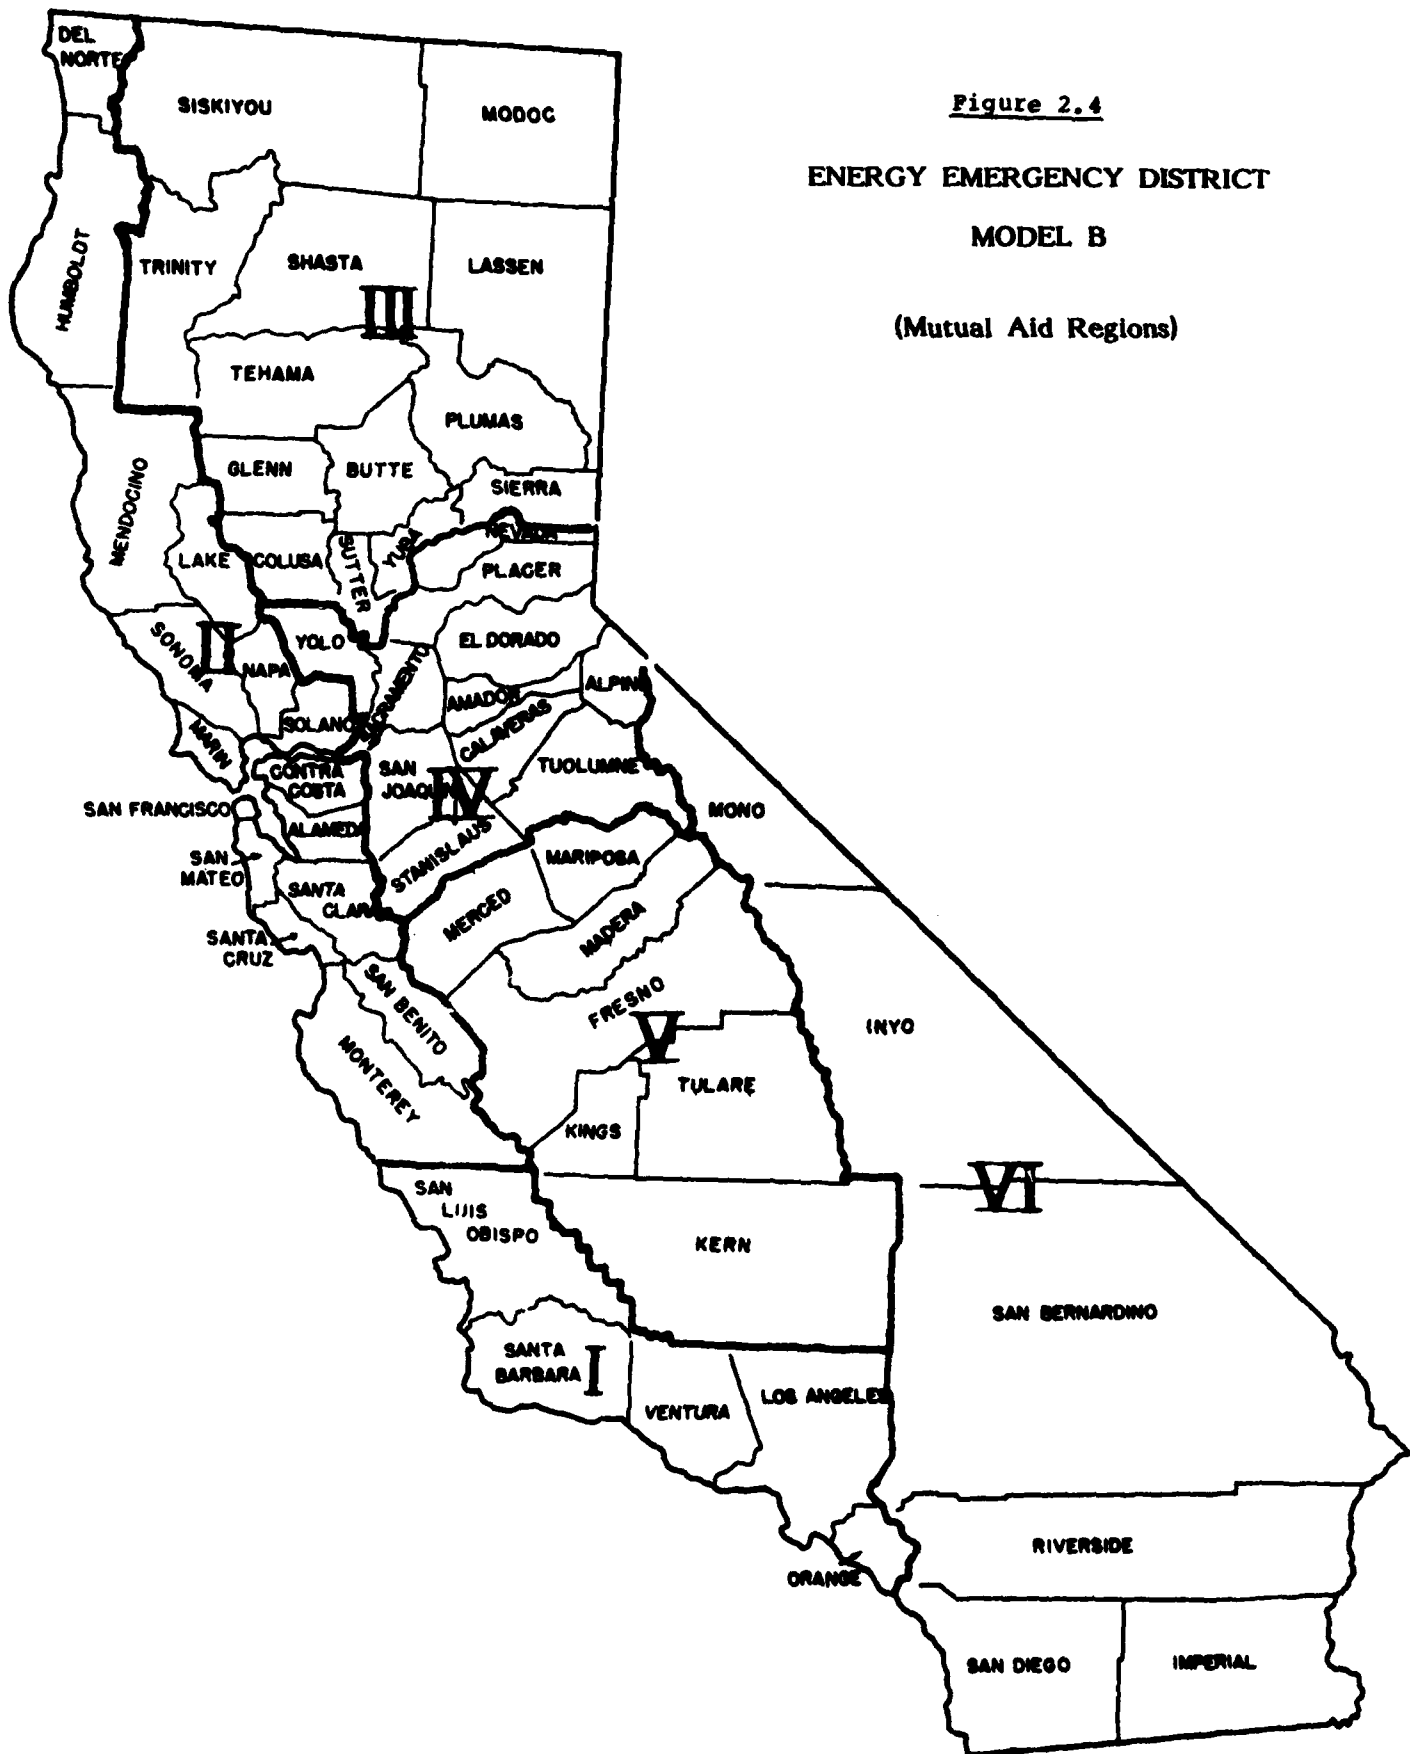 Figure 2.4
ENERGY EMERGENCY DISTRICT
MODEL B
(Mutual Aid Regions)
DEL
NORTE
SISKIYOU
MODOC
HUMBOLDT
TRINITY
SHASTA
LASSEN
III
TEHAMA
PLUMAS
MENDOCINO
GLENN
BUTTE
SIERRA
LAKE
COLUSA
SUTTER
YUBA
NEVADA
PLACER
SONOMA
II
NAPA
YOLO
EL DORADO
SACRAMENTO
AMADOR
ALPINE
SOLANO
CALAVERAS
MARIN
CONTRA
COSTA
SAN
JOAQUIN
IV
TUOLUMNE
MONO
SAN FRANCISCO
ALAMEDA
STANISLAUS
MARIPOSA
SAN
MATEO
SANTA
CLARA
MERCED
MADERA
SANTA
CRUZ
SAN BENITO
FRESNO
INYO
MONTEREY
V
TULARE
KINGS
SAN
LUIS
OBISPO
VI
KERN
SAN BERNARDINO
SANTA
BARBARA
I
VENTURA
LOS ANGELES
RIVERSIDE
ORANGE
SAN DIEGO
IMPERIAL